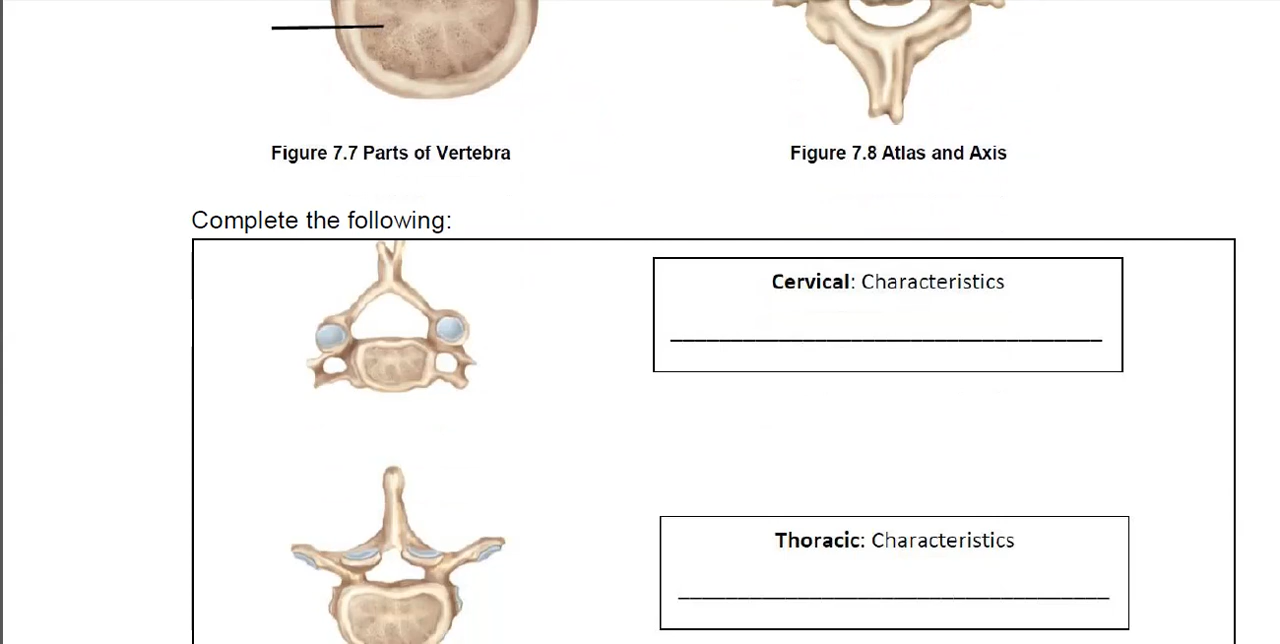 Figure 7.7 Parts of Vertebra
Figure 7.8 Atlas and Axis
Complete the following:
Cervical: Characteristics
Thoracic: Characteristics